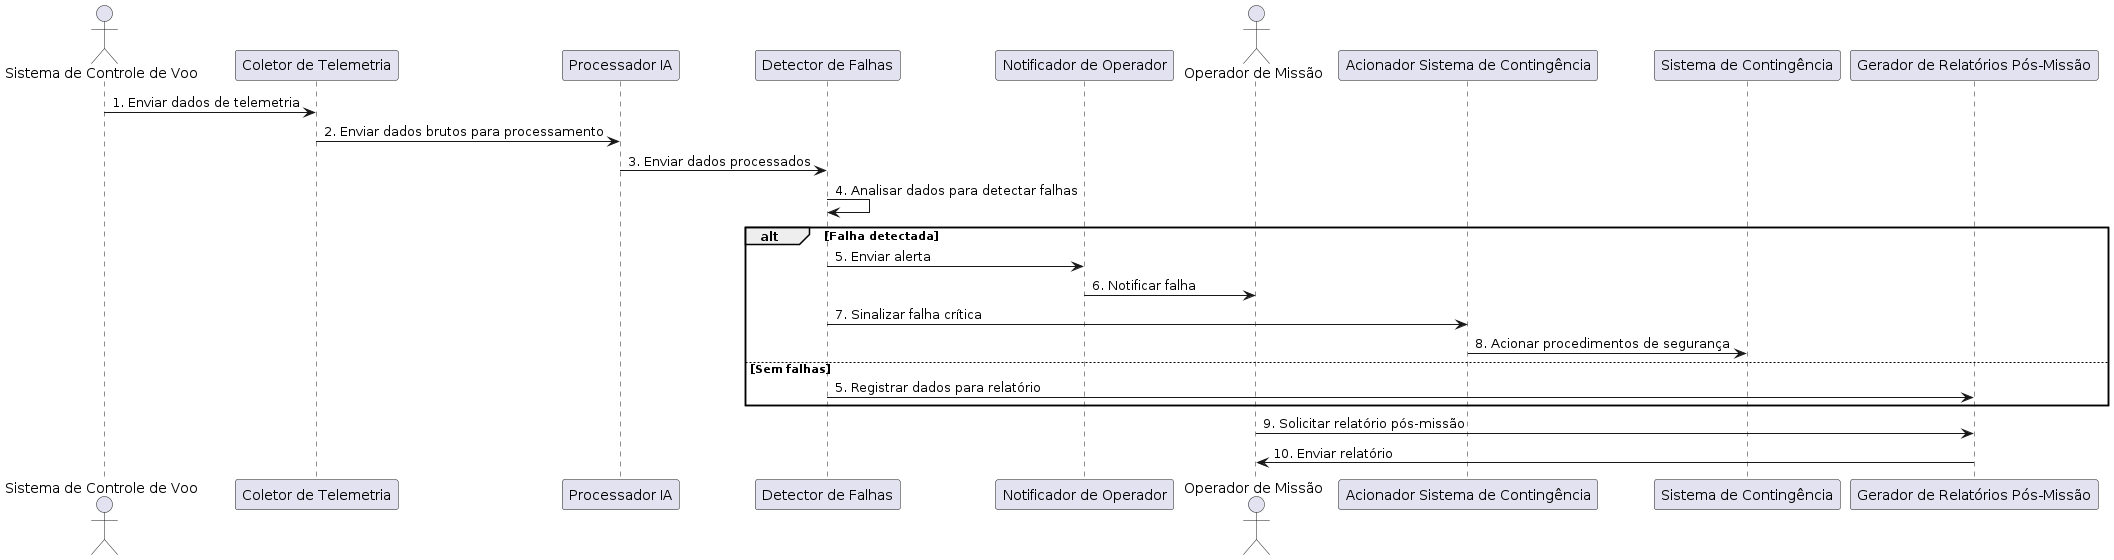 Sistema de Controle de Voo
Coletor de Telemetria
Processador IA
Detector de Falhas
Notificador de Operador
Operador de Missão
Acionador Sistema de Contingência
Sistema de Contingência
Gerador de Relatórios Pós-Missão
1. Enviar dados de telemetria
2. Enviar dados brutos para processamento
3. Enviar dados processados
4. Analisar dados para detectar falhas
alt
[Falha detectada]
5. Enviar alerta
6. Notificar falha
7. Sinalizar falha crítica
8. Acionar procedimentos de segurança
[Sem falhas]
5. Registrar dados para relatório
9. Solicitar relatório pós-missão
10. Enviar relatório
Sistema de Controle de Voo
Coletor de Telemetria
Processador IA
Detector de Falhas
Notificador de Operador
Operador de Missão
Acionador Sistema de Contingência
Sistema de Contingência
Gerador de Relatórios Pós-Missão